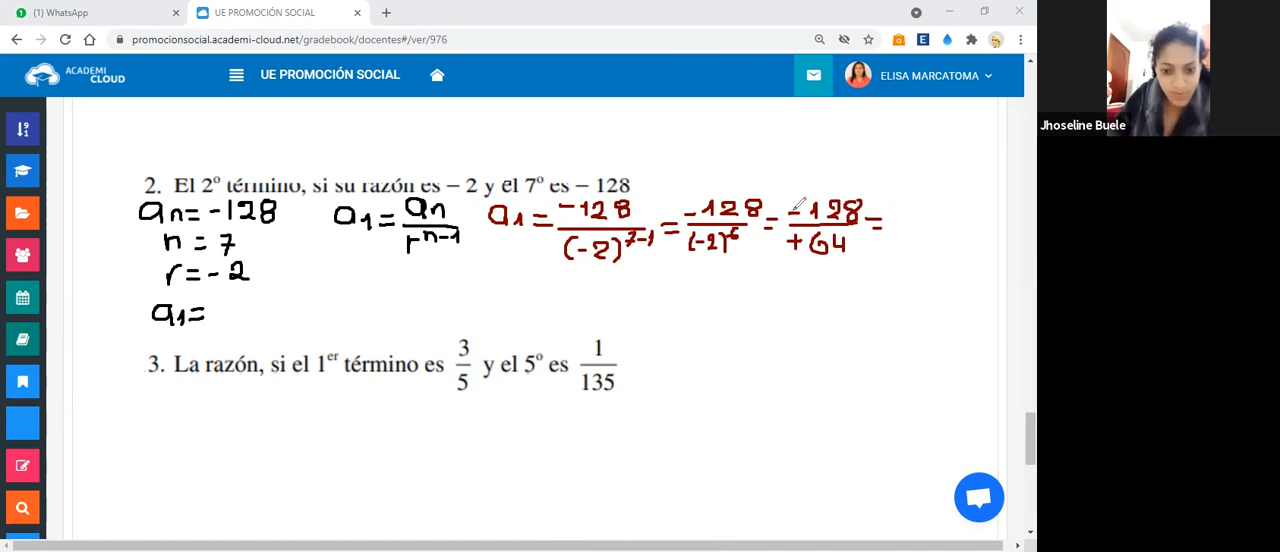 (1) WhatsApp
UE PROMOCIÓN SOCIAL
promocionsocial.academi-cloud.net/gradebook/docentes#/ver/976
ACADEMI
CLOUD
UE PROMOCIÓN SOCIAL
ELISA MARCATOMA
Jhoseline Buele
2. El 2º término, si su razón es – 2 y el 7º es – 128
an = -128
n = 7
r = -2
a1 =
a1 = an / r^(n-1)
a1 = -128 / (-2)^(7-1) = -128 / (-2)^6 = -128 / +64 =
3. La razón, si el 1er término es 3/5 y el 5º es 1/135